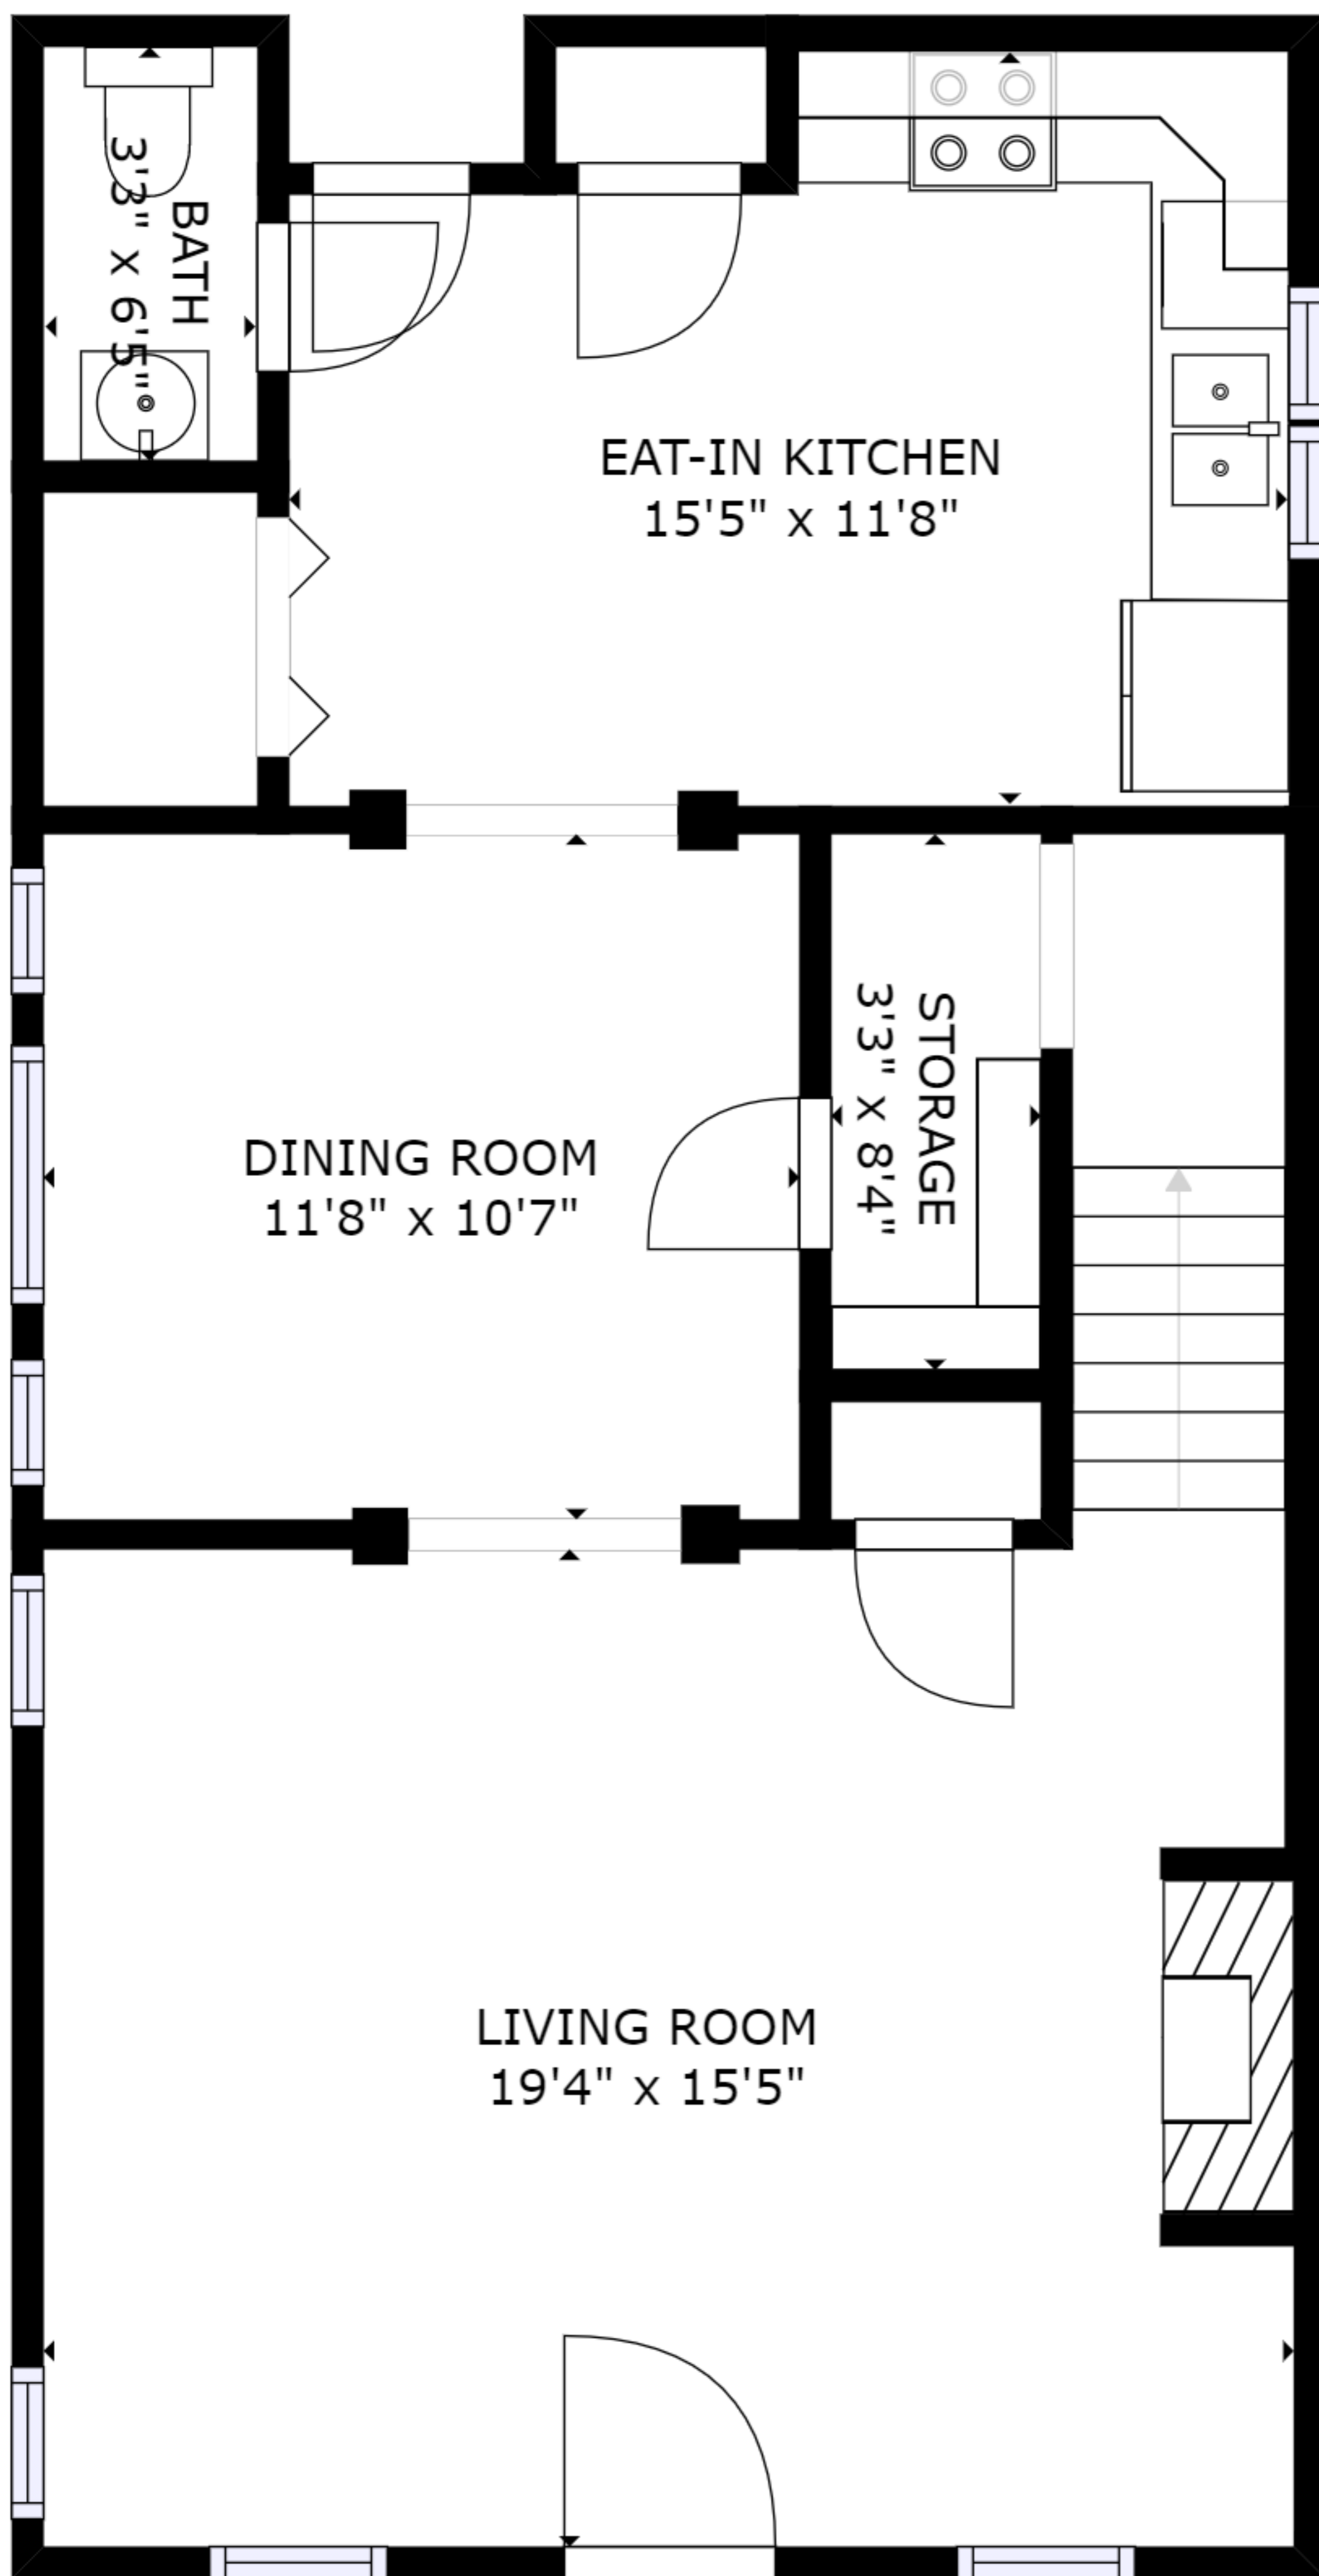 BATH
3'3" x 6'5"
EAT-IN KITCHEN
15'5" x 11'8"
STORAGE
3'3" x 8'4"
DINING ROOM
11'8" x 10'7"
LIVING ROOM
19'4" x 15'5"